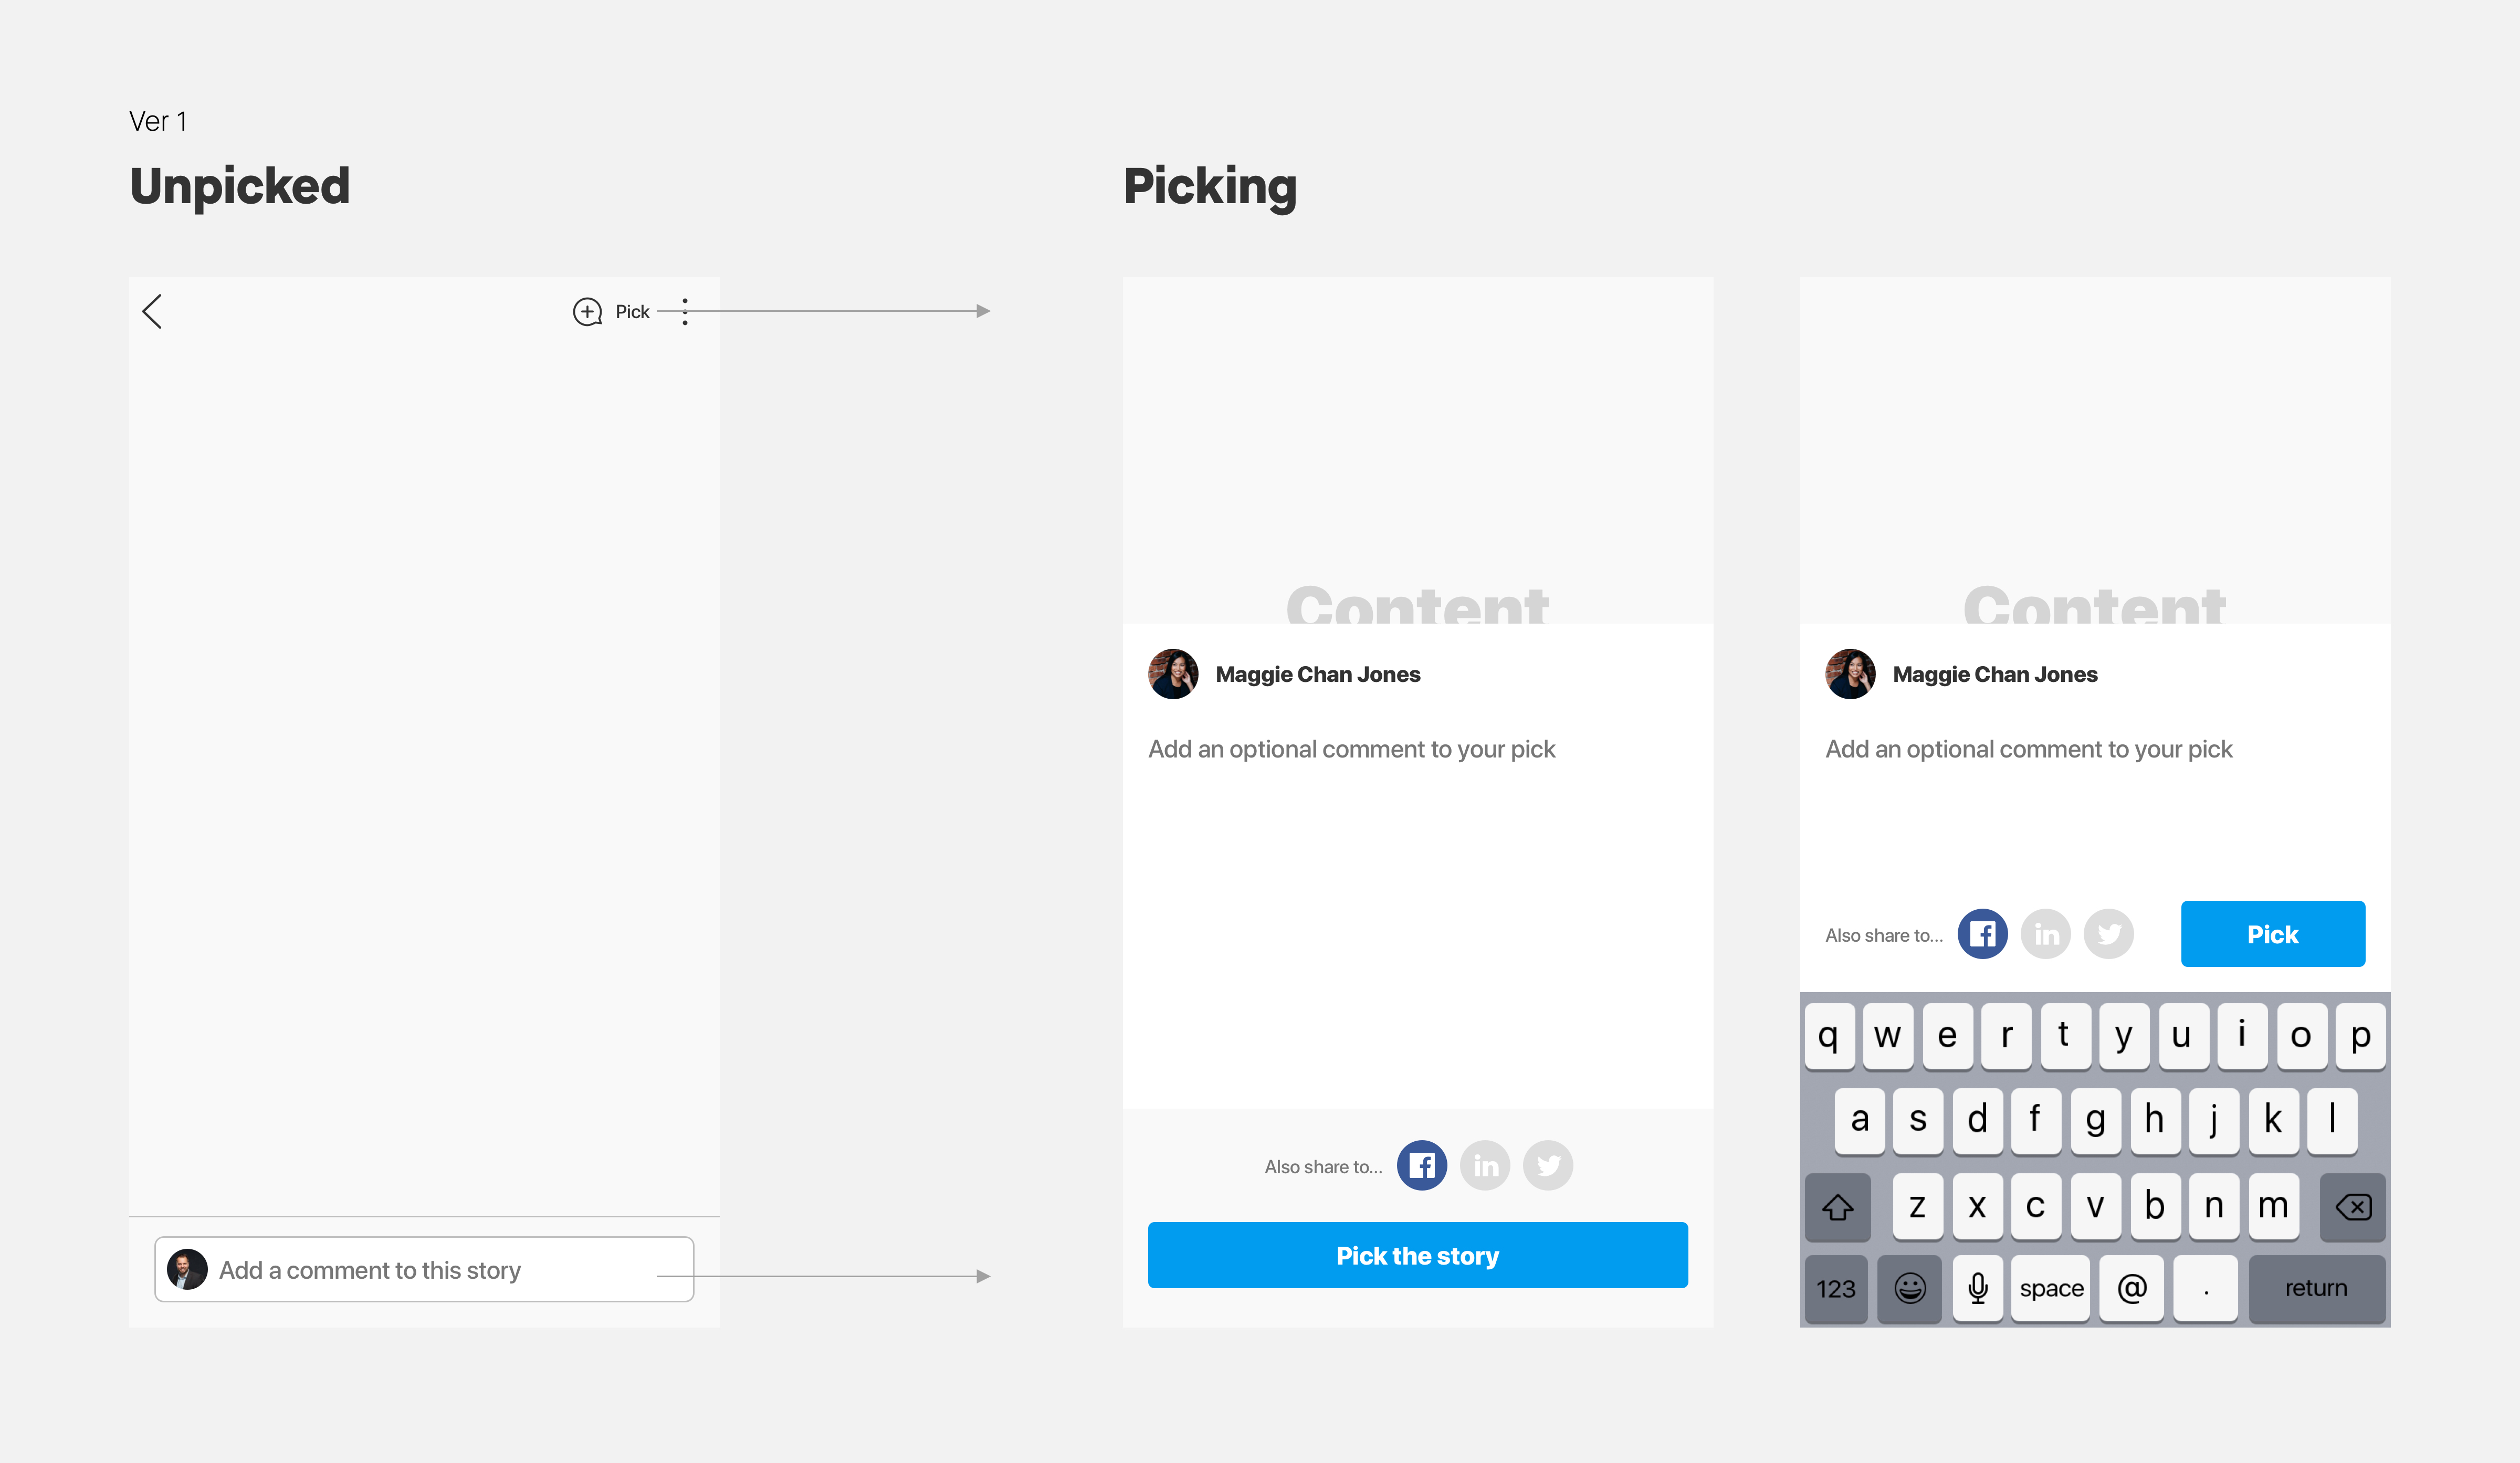 Ver 1
Unpicked
Picking
Pick
Add a comment to this story
Content
Maggie Chan Jones
Add an optional comment to your pick
Also share to...
in
Pick the story
Content
Maggie Chan Jones
Add an optional comment to your pick
Also share to...
in
Pick
q w e r t y u i o p
a s d f g h j k l
z x c v b n m
123 space @ . return